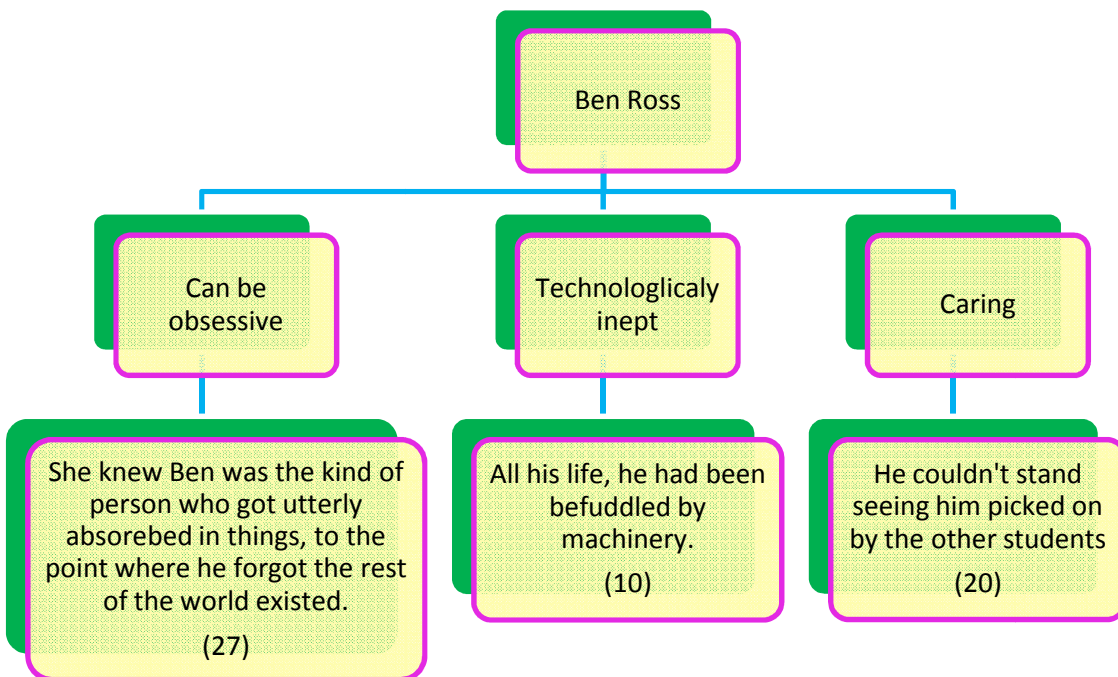 Ben Ross
Can be
obsessive
Technologlicaly
inept
Caring
She knew Ben was the kind of
person who got utterly
absorebed in things, to the
point where he forgot the rest
of the world existed.
(27)
All his life, he had been
befuddled by
machinery.
(10)
He couldn't stand
seeing him picked on
by the other students
(20)